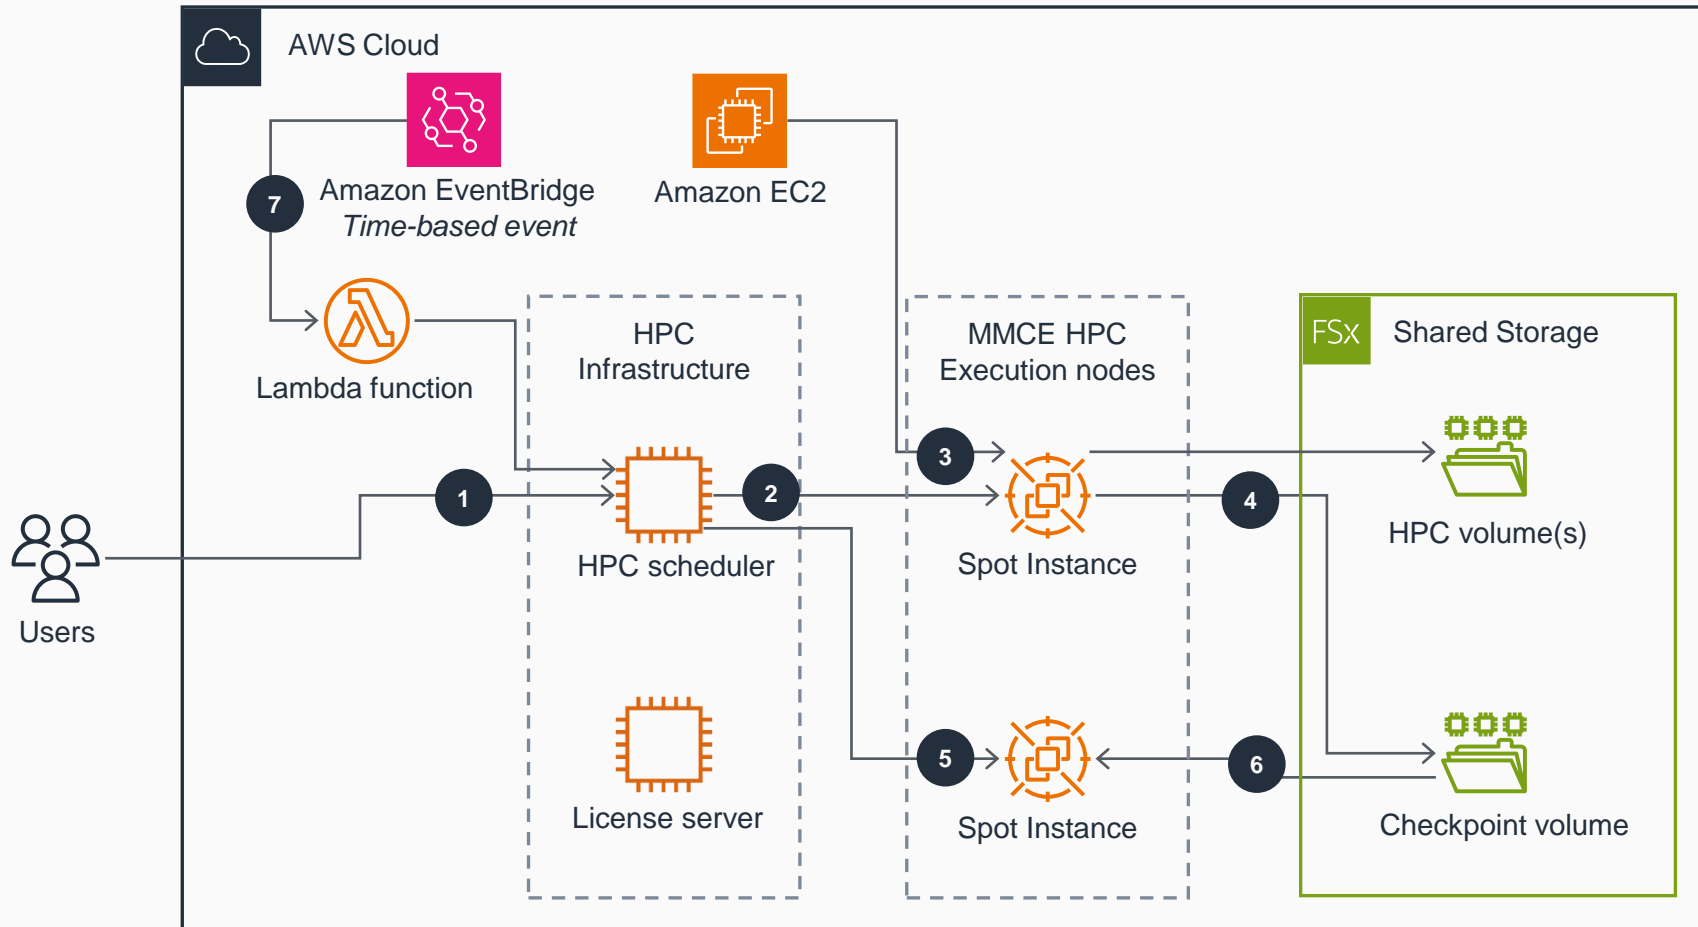 AWS Cloud
Amazon EventBridge
Time-based event
Amazon EC2
7
Lambda function
HPC
Infrastructure
MMCE HPC
Execution nodes
FSx
Shared Storage
1
2
3
4
HPC scheduler
Spot Instance
HPC volume(s)
Users
5
6
License server
Spot Instance
Checkpoint volume